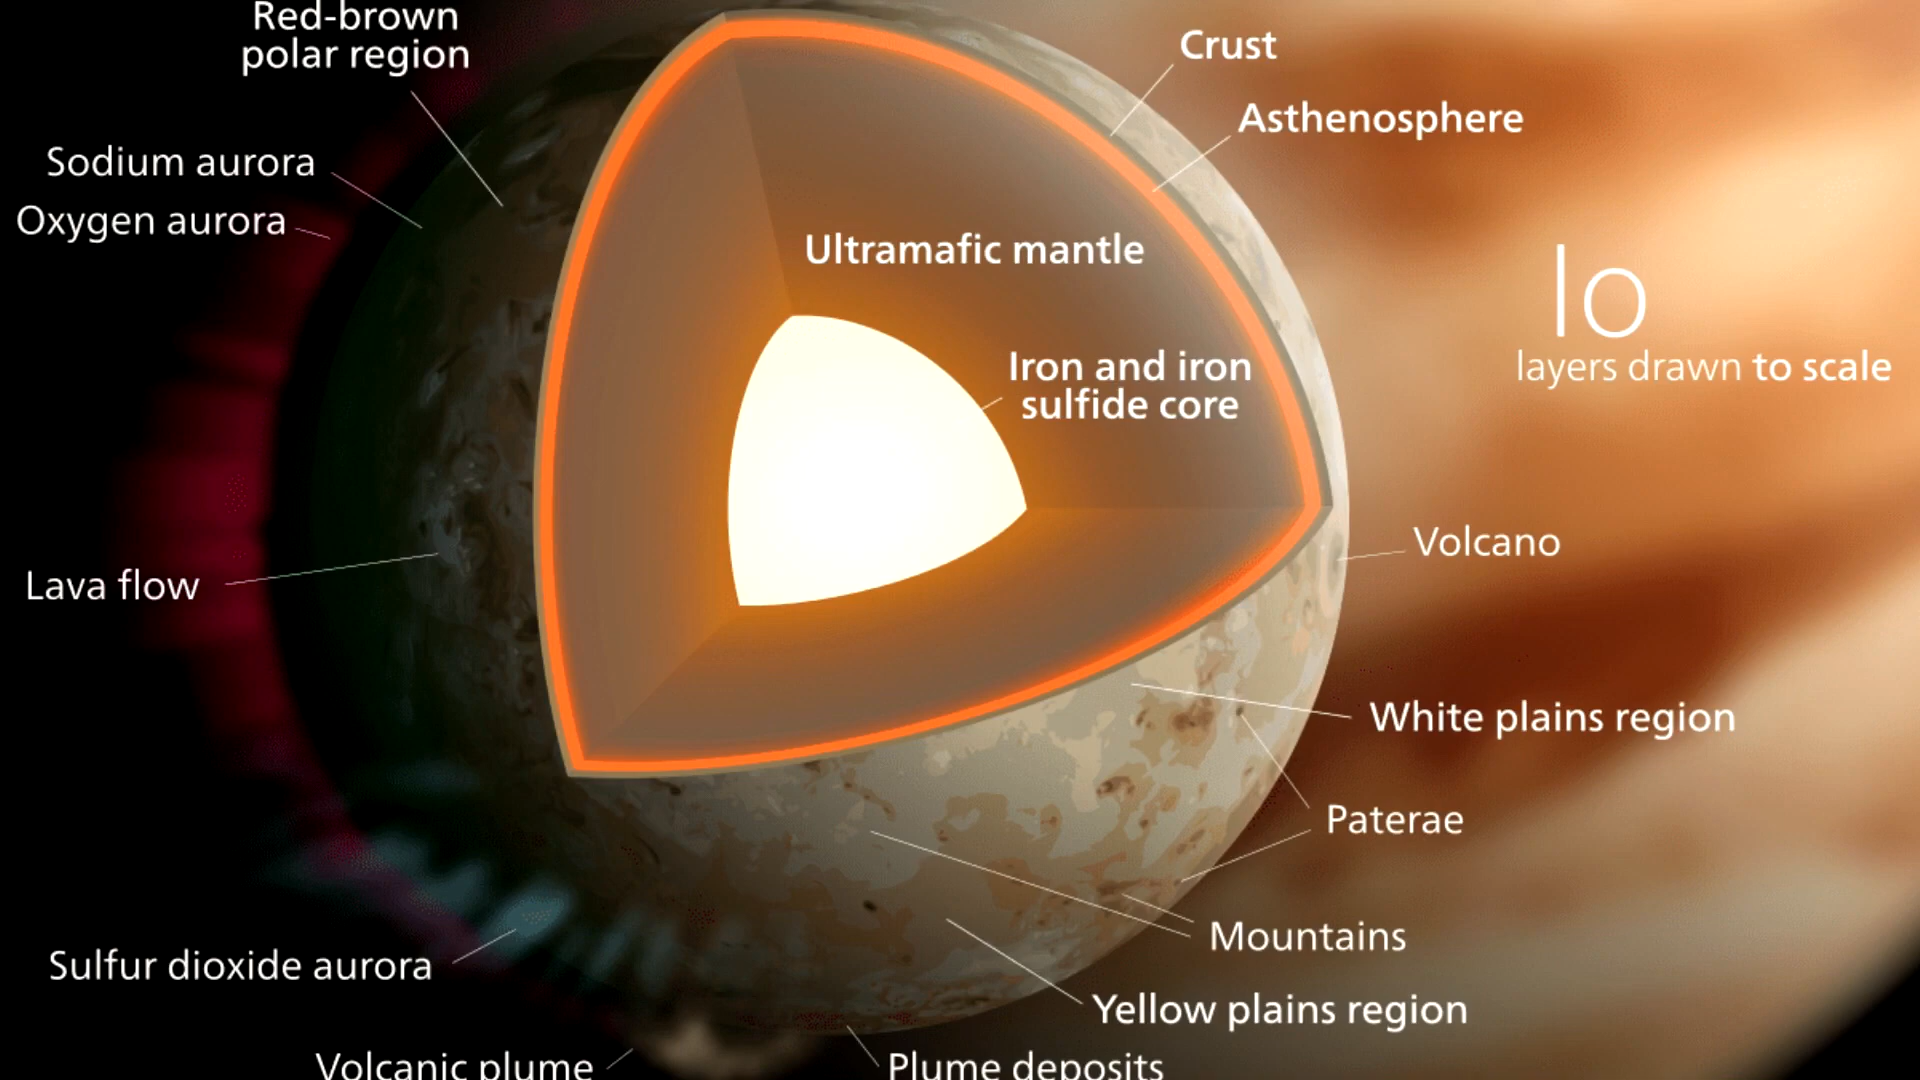 Red-brown
polar region
Crust
Asthenosphere
Sodium aurora
Oxygen aurora
Ultramafic mantle
Io
layers drawn to scale
Iron and iron
sulfide core
Volcano
Lava flow
White plains region
Paterae
Mountains
Sulfur dioxide aurora
Yellow plains region
Volcanic plume
Plume deposits